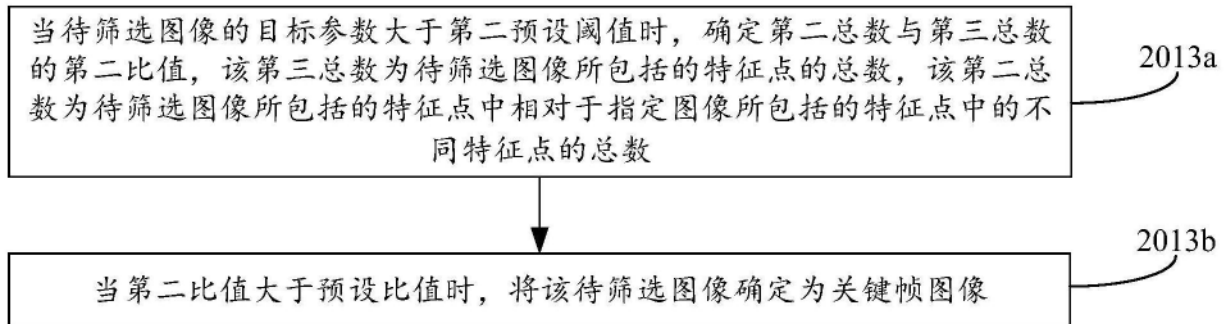 当待筛选图像的目标参数大于第二预设阈值时，确定第二总数与第三总数
的第二比值，该第三总数为待筛选图像所包括的特征点的总数，该第二总
数为待筛选图像所包括的特征点中相对于指定图像所包括的特征点中的不
同特征点的总数
2013a
当第二比值大于预设比值时，将该待筛选图像确定为关键帧图像
2013b